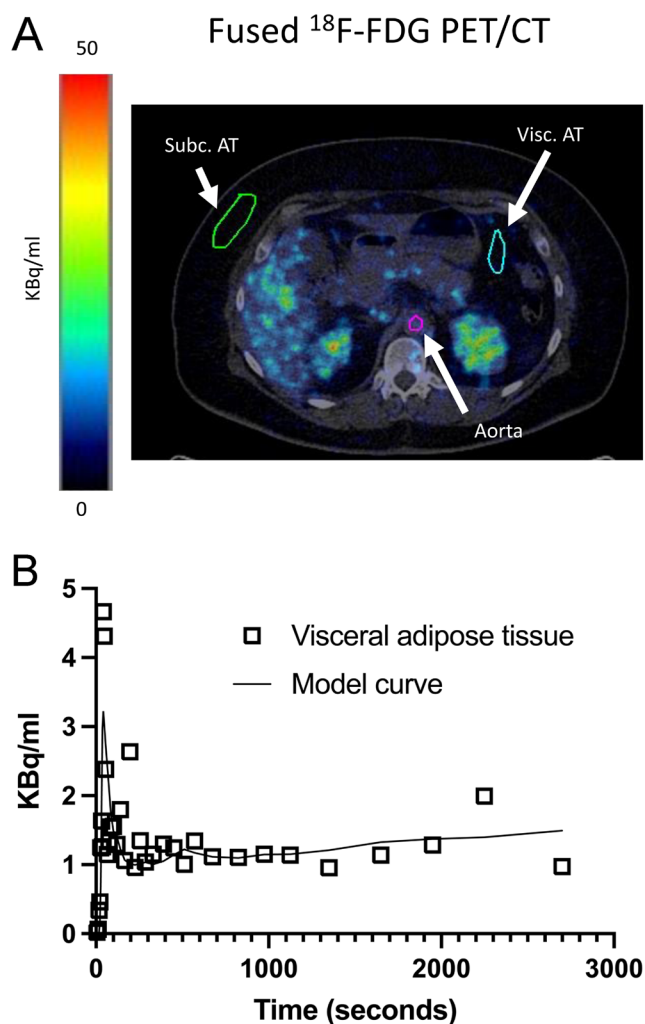 A
Fused ¹⁸F-FDG PET/CT
50
KBq/ml
0
Subc. AT
Visc. AT
Aorta
B
5
4
3
2
1
0
KBq/ml
Visceral adipose tissue
Model curve
0 1000 2000 3000
Time (seconds)